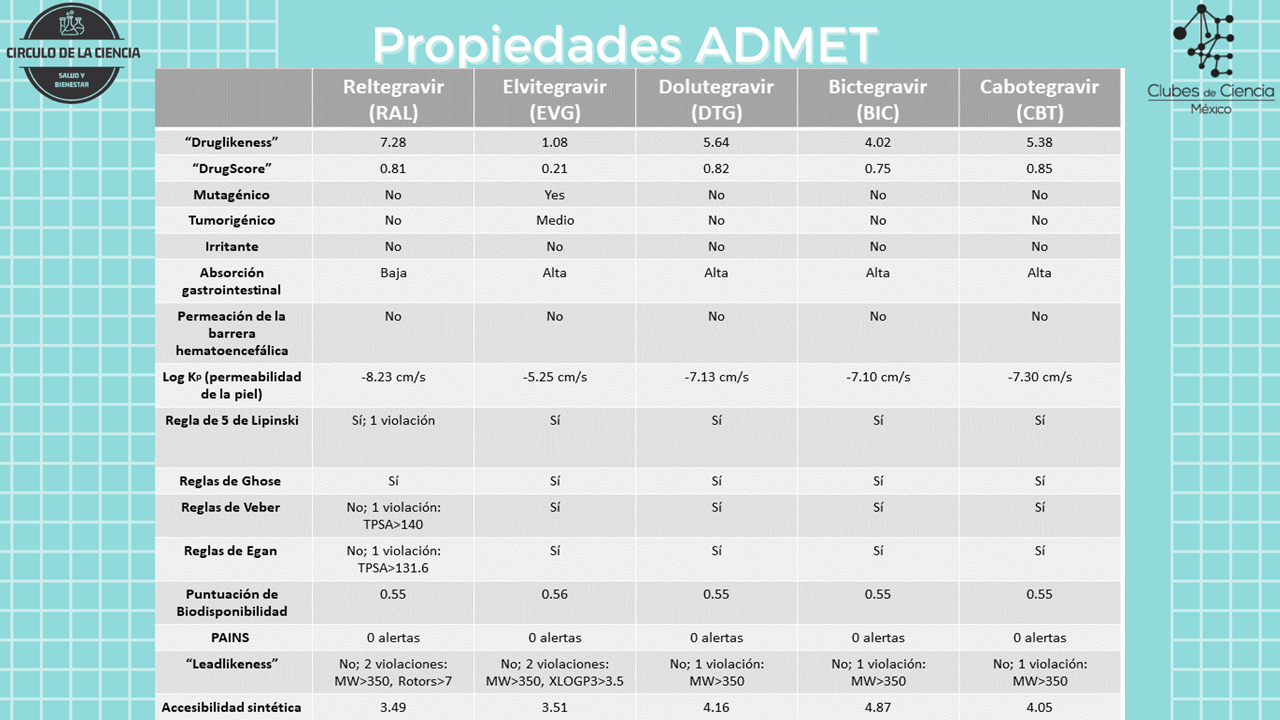 CIRCULO DE LA CIENCIA
SALUD Y
BIENESTAR
Propiedades ADMET
Clubes de Ciencia
México
Reltegravir (RAL) Elvitegravir (EVG) Dolutegravir (DTG) Bictegravir (BIC) Cabotegravir (CBT)
“Druglikeness” 7.28 1.08 5.64 4.02 5.38
“DrugScore” 0.81 0.21 0.82 0.75 0.85
Mutagénico No Yes No No No
Tumorigénico No Medio No No No
Irritante No No No No No
Absorción gastrointestinal Baja Alta Alta Alta Alta
Permeación de la barrera hematoencefálica No No No No No
Log Kp (permeabilidad de la piel) -8.23 cm/s -5.25 cm/s -7.13 cm/s -7.10 cm/s -7.30 cm/s
Regla de 5 de Lipinski Sí; 1 violación Sí Sí Sí Sí
Reglas de Ghose Sí Sí Sí Sí Sí
Reglas de Veber No; 1 violación: TPSA>140 Sí Sí Sí Sí
Reglas de Egan No; 1 violación: TPSA>131.6 Sí Sí Sí Sí
Puntuación de Biodisponibilidad 0.55 0.56 0.55 0.55 0.55
PAINS 0 alertas 0 alertas 0 alertas 0 alertas 0 alertas
“Leadlikeness” No; 2 violaciones: MW>350, Rotors>7 No; 2 violaciones: MW>350, XLOGP3>3.5 No; 1 violación: MW>350 No; 1 violación: MW>350 No; 1 violación: MW>350
Accesibilidad sintética 3.49 3.51 4.16 4.87 4.05